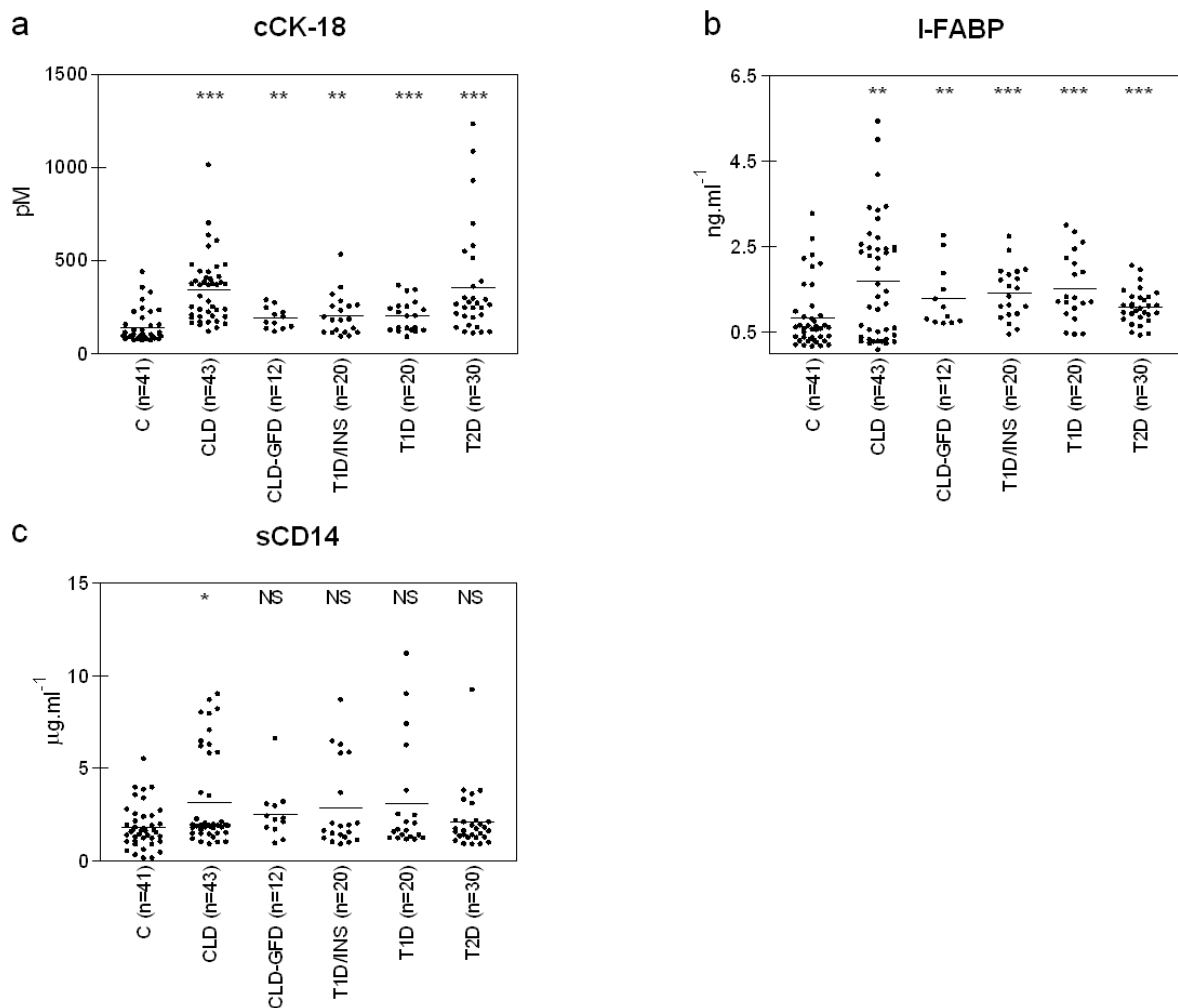 a
cCK-18
1500
1000
500
0
pM
*** ** ** *** ***
C (n=41)
CLD (n=43)
CLD-GFD (n=12)
T1D/INS (n=20)
T1D (n=20)
T2D (n=30)
b
I-FABP
6.5
4.5
2.5
0.5
ng.ml⁻¹
** ** *** *** ***
C (n=41)
CLD (n=43)
CLD-GFD (n=12)
T1D/INS (n=20)
T1D (n=20)
T2D (n=30)
c
sCD14
15
10
5
0
µg.ml⁻¹
* NS NS NS NS
C (n=41)
CLD (n=43)
CLD-GFD (n=12)
T1D/INS (n=20)
T1D (n=20)
T2D (n=30)